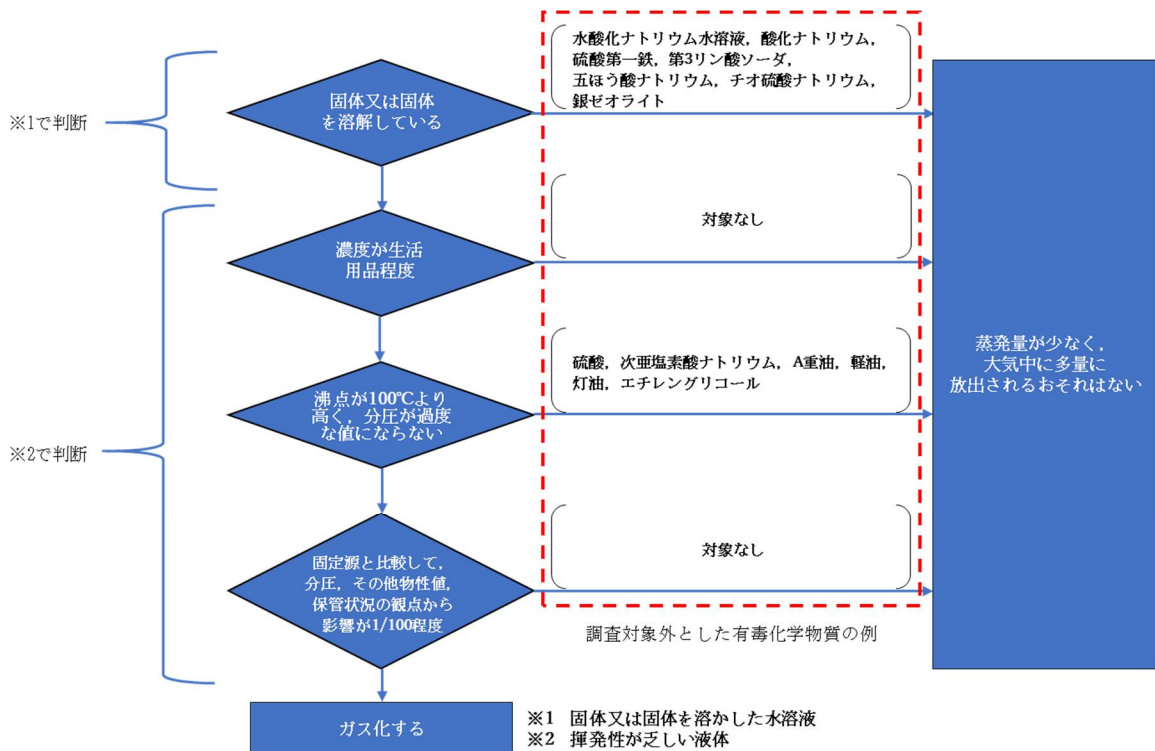 水酸化ナトリウム水溶液，酸化ナトリウム，
硫酸第一鉄，第3リン酸ソーダ，
五ほう酸ナトリウム，チオ硫酸ナトリウム，
銀ゼオライト
固体又は固体
を溶解している
※1で判断
対象なし
濃度が生活
用品程度
硫酸，次亜塩素酸ナトリウム，A重油，軽油，
灯油，エチレングリコール
沸点が100℃より
高く，分圧が過度
な値にならない
※2で判断
蒸発量が少なく，
大気中に多量に
放出されるおそれはない
対象なし
固定源と比較して，
分圧，その他物性値，
保管状況の観点から
影響が1/100程度
調査対象外とした有毒化学物質の例
ガス化する
※1　固体又は固体を溶かした水溶液
※2　揮発性が乏しい液体